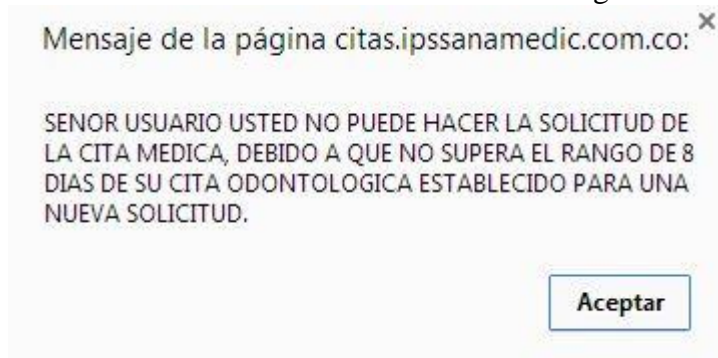 Mensaje de la página citas.ipssanamedic.com.co:
SENOR USUARIO USTED NO PUEDE HACER LA SOLICITUD DE
LA CITA MEDICA, DEBIDO A QUE NO SUPERA EL RANGO DE 8
DIAS DE SU CITA ODONTOLOGICA ESTABLECIDO PARA UNA
NUEVA SOLICITUD.
Aceptar